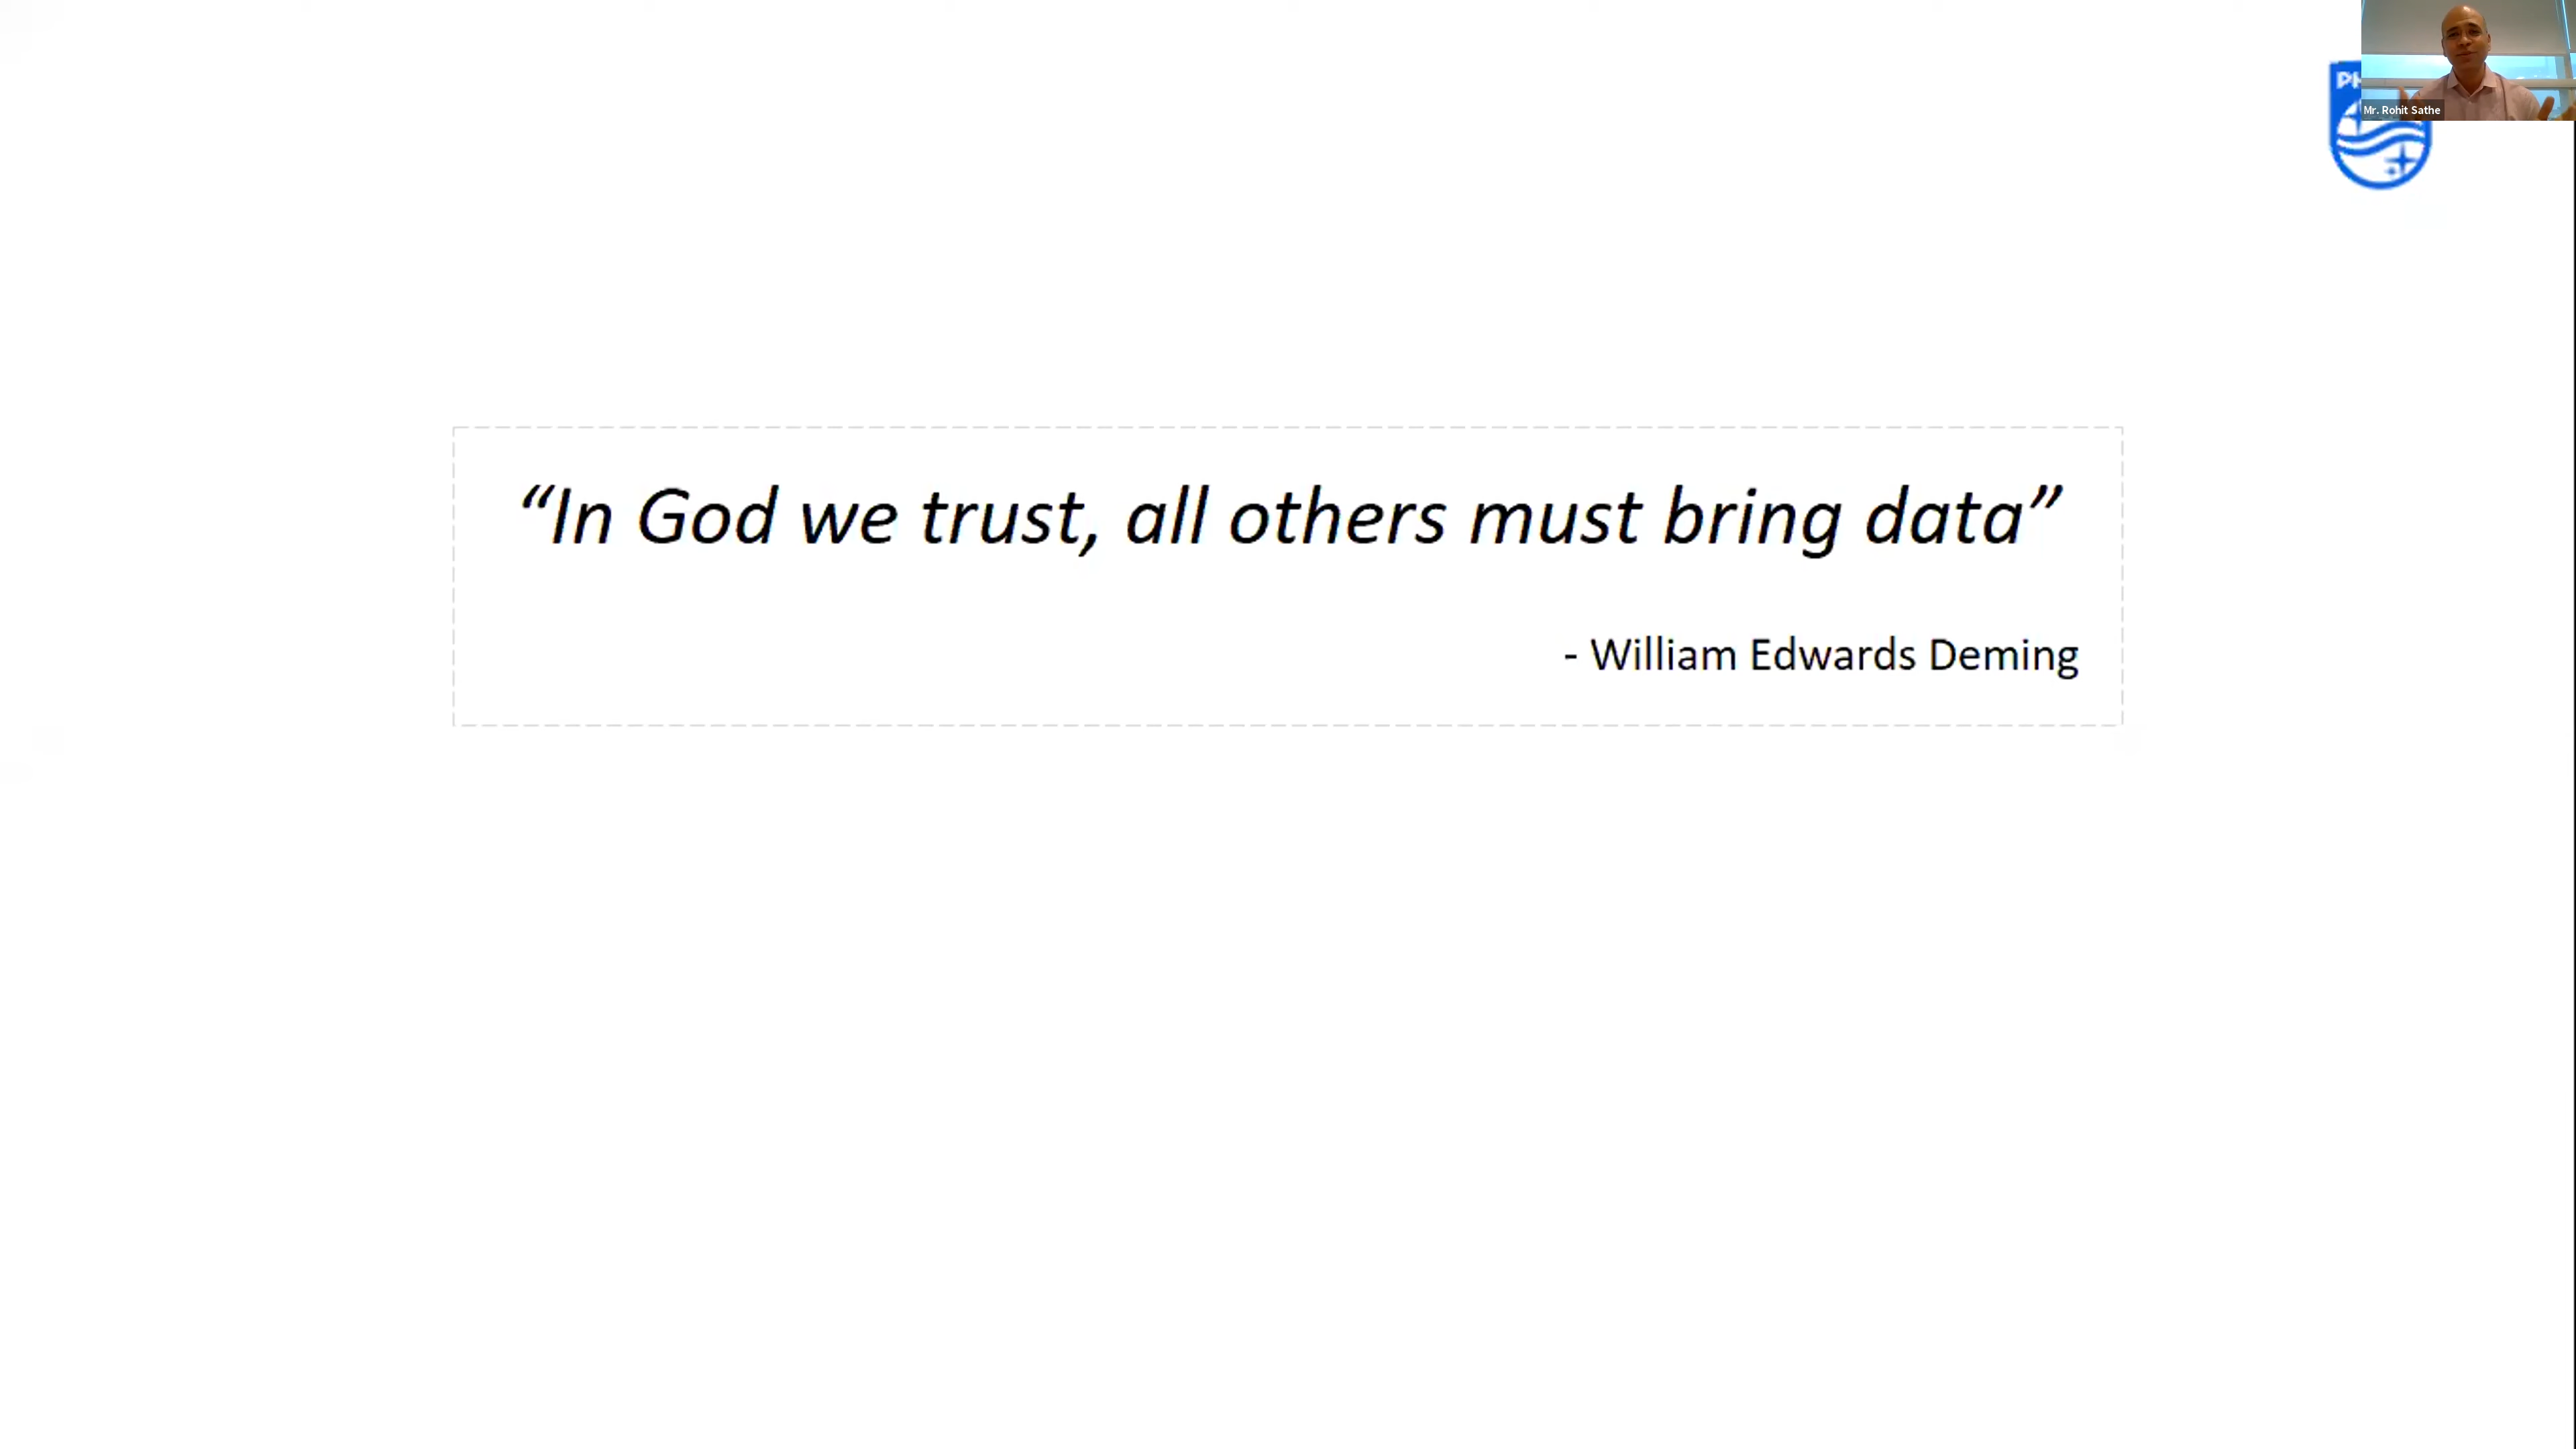 Mr. Rohit Sathe
“In God we trust, all others must bring data”
- William Edwards Deming